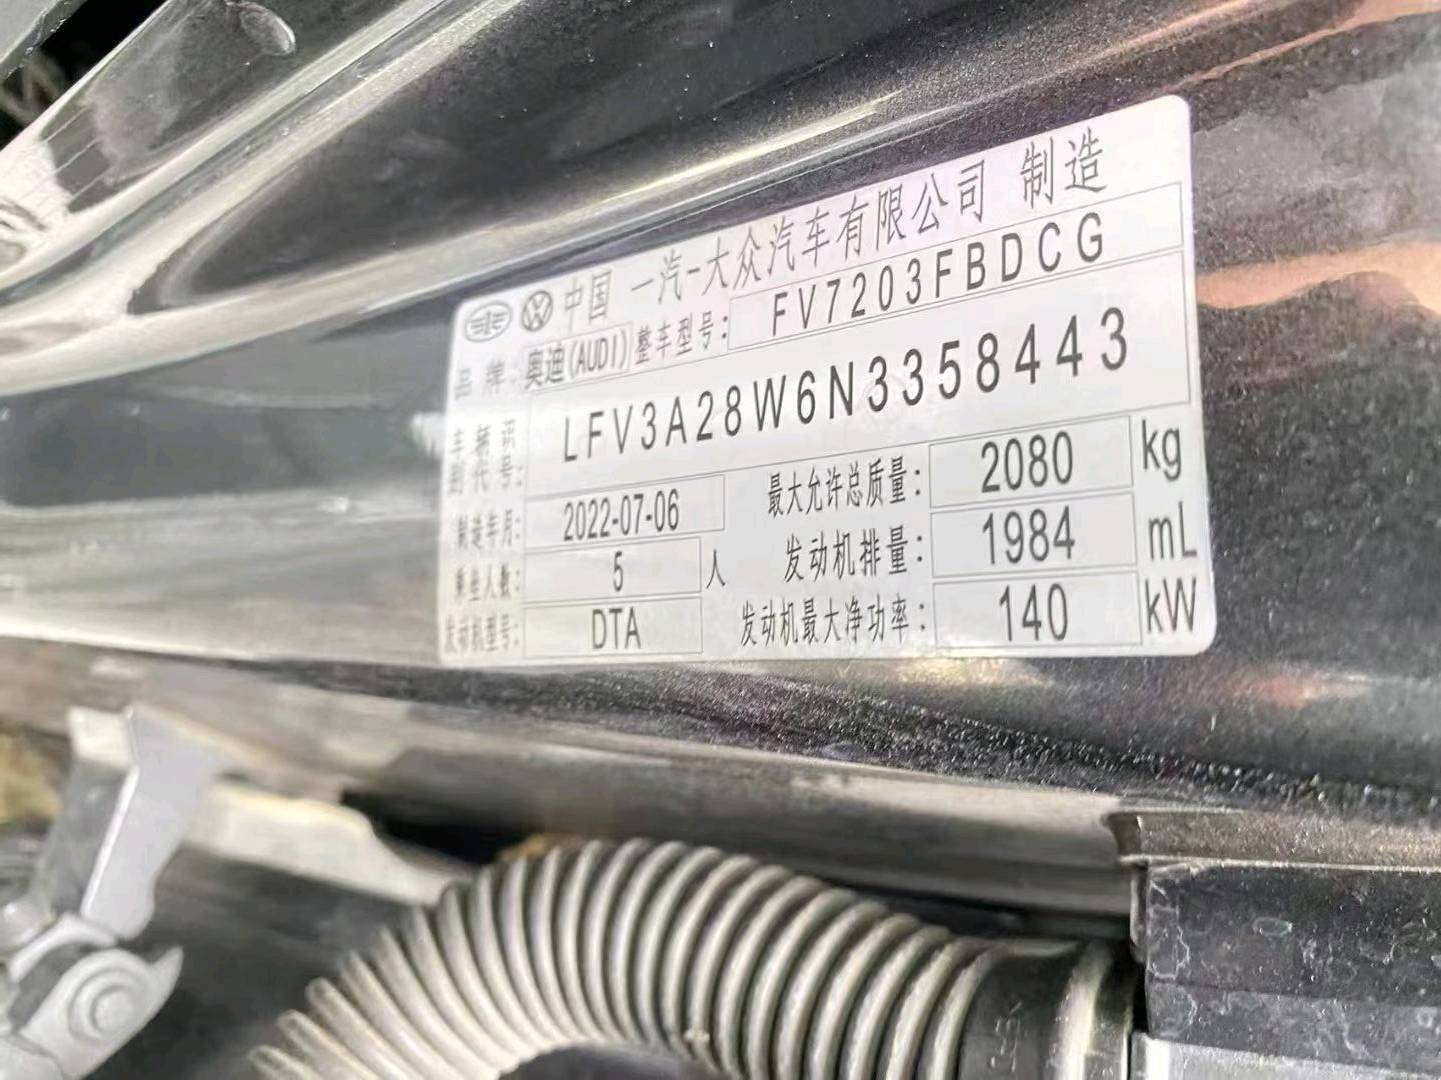 中国 一汽-大众汽车有限公司 制造
品牌: 奥迪(AUDI) 整车型号: FV7203FBDCG
车辆识别代号: LFV3A28W6N3358443
制造年月: 2022-07-06 最大允许总质量: 2080 kg
乘坐人数: 5 人 发动机排量: 1984 mL
发动机型号: DTA 发动机最大净功率: 140 kW